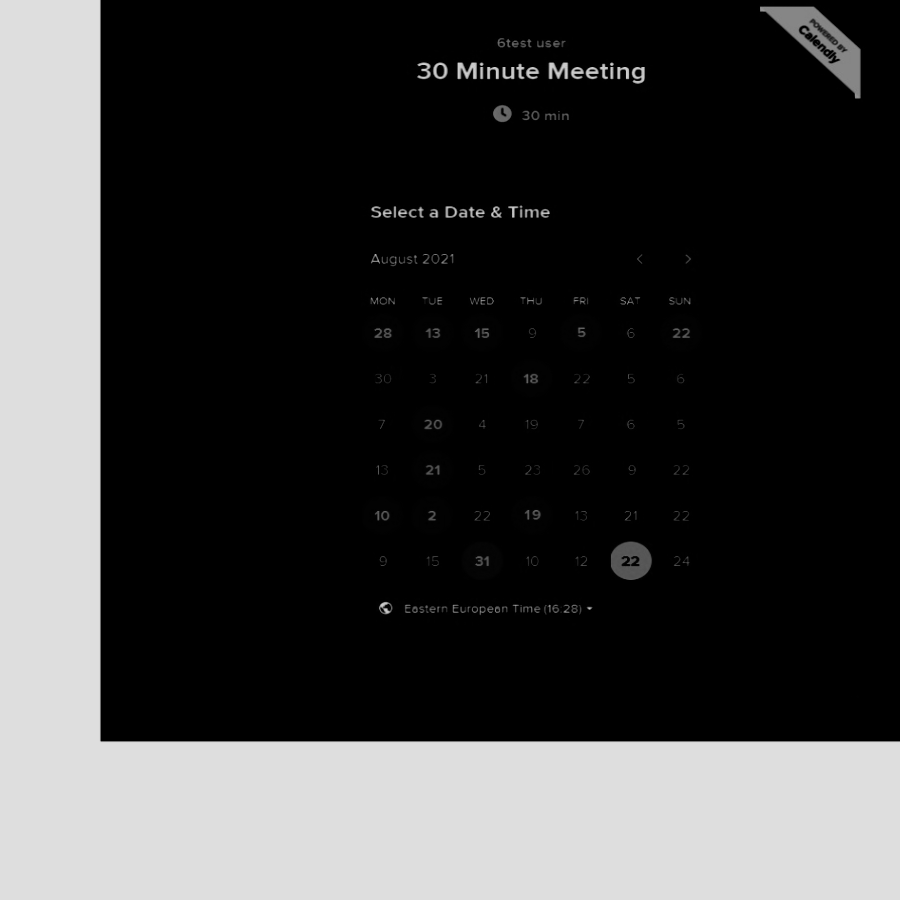 6test user
POWERED BY
Calendly
30 Minute Meeting
30 min
Select a Date & Time
August 2021
MON TUE WED THU FRI SAT SUN
28 13 15 9 5 6 22
30 3 21 18 22 5 6
7 20 4 19 7 6 5
13 21 5 23 26 9 22
10 2 22 19 13 21 22
9 15 31 10 12 22 24
Eastern European Time (16:28)